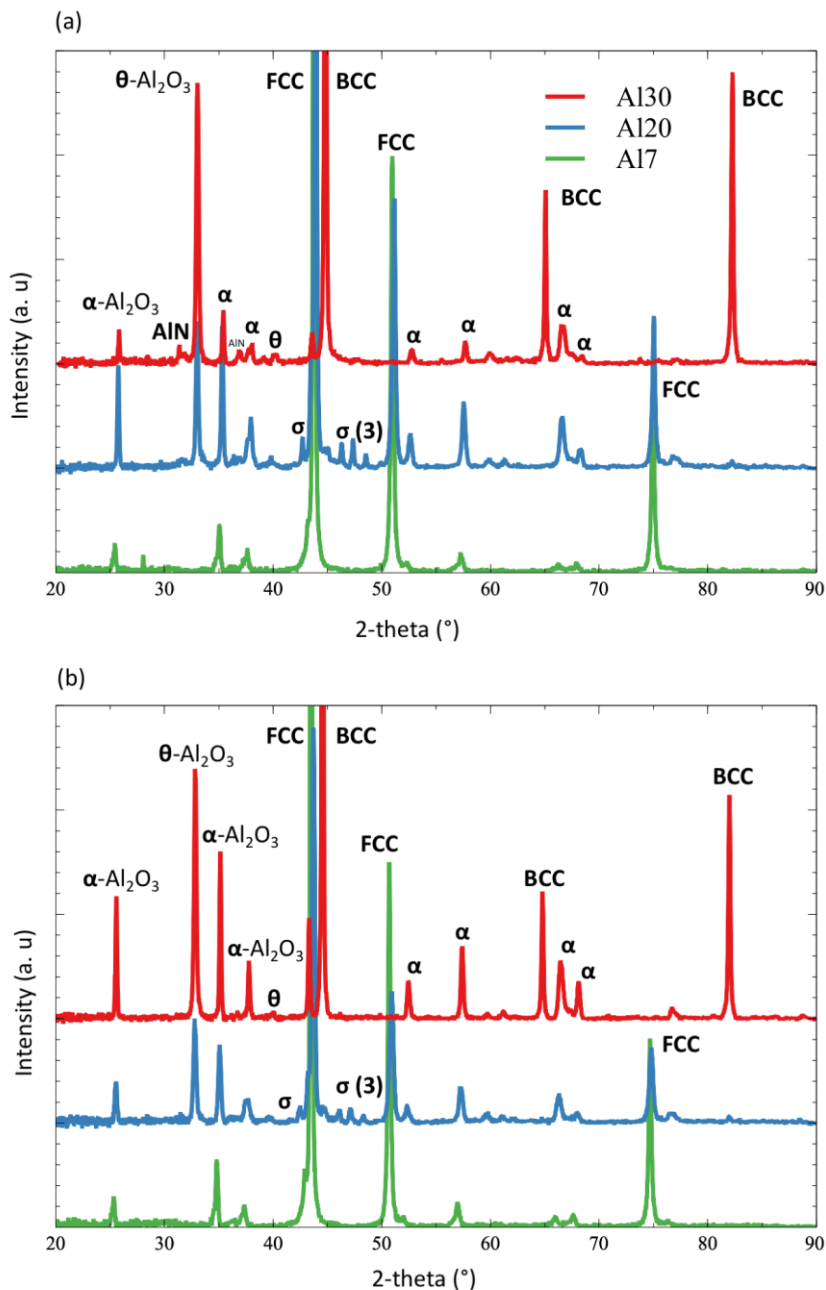 (a)
θ-Al₂O₃
FCC
BCC
Al30
Al20
Al7
BCC
FCC
BCC
α-Al₂O₃
AlN
α
AlN
α
θ
α
α
α
α
FCC
σ
σ (3)
Intensity (a. u)
20 30 40 50 60 70 80 90
2-theta (°)
(b)
FCC
BCC
θ-Al₂O₃
BCC
α-Al₂O₃
FCC
α-Al₂O₃
BCC
α-Al₂O₃
θ
α
α
α
α
FCC
σ
σ (3)
Intensity (a. u)
20 30 40 50 60 70 80 90
2-theta (°)